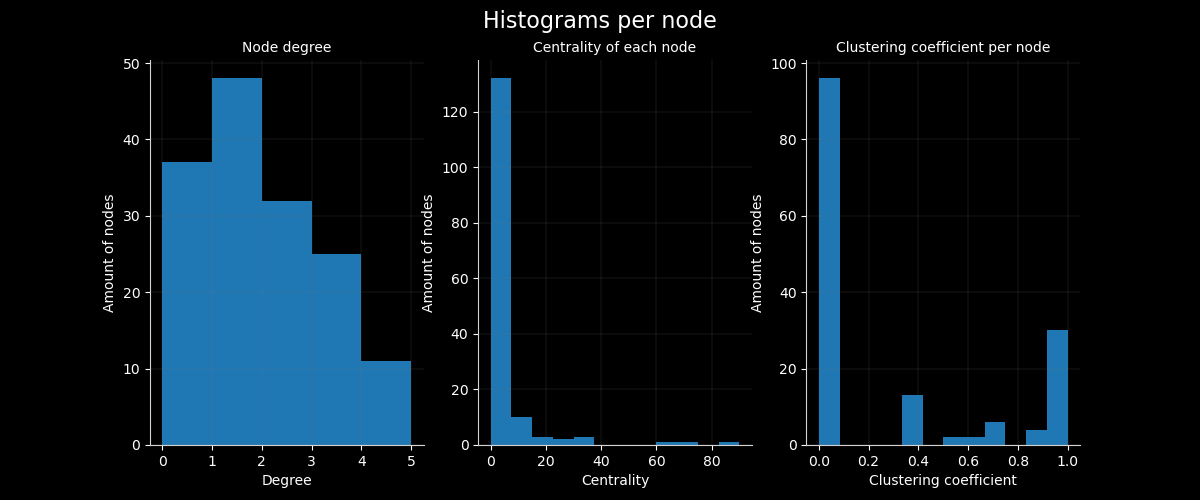 Histograms per node
Node degree
Centrality of each node
Clustering coefficient per node
50
40
30
20
10
0
Amount of nodes
0 1 2 3 4 5
Degree
120
100
80
60
40
20
0
Amount of nodes
0 20 40 60 80
Centrality
100
80
60
40
20
0
Amount of nodes
0.0 0.2 0.4 0.6 0.8 1.0
Clustering coefficient